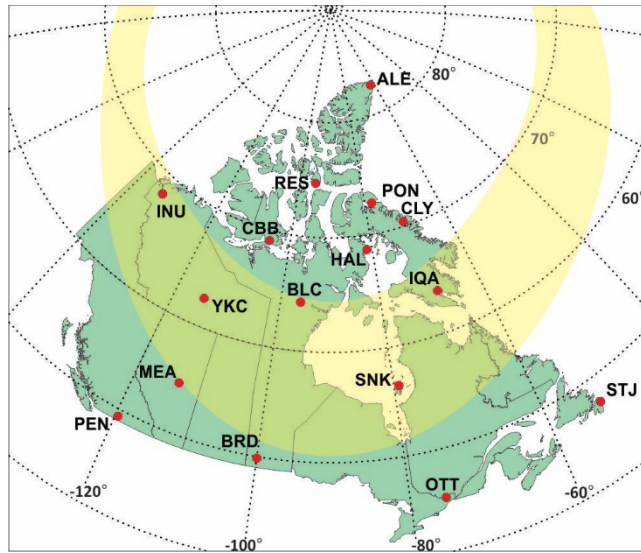 80°
ALE
70°
RES
PON
60°
CLY
INU
CBB
HAL
IQA
BLC
YKC
MEA
SNK
STJ
PEN
BRD
OTT
-120°
-60°
-100°
-80°